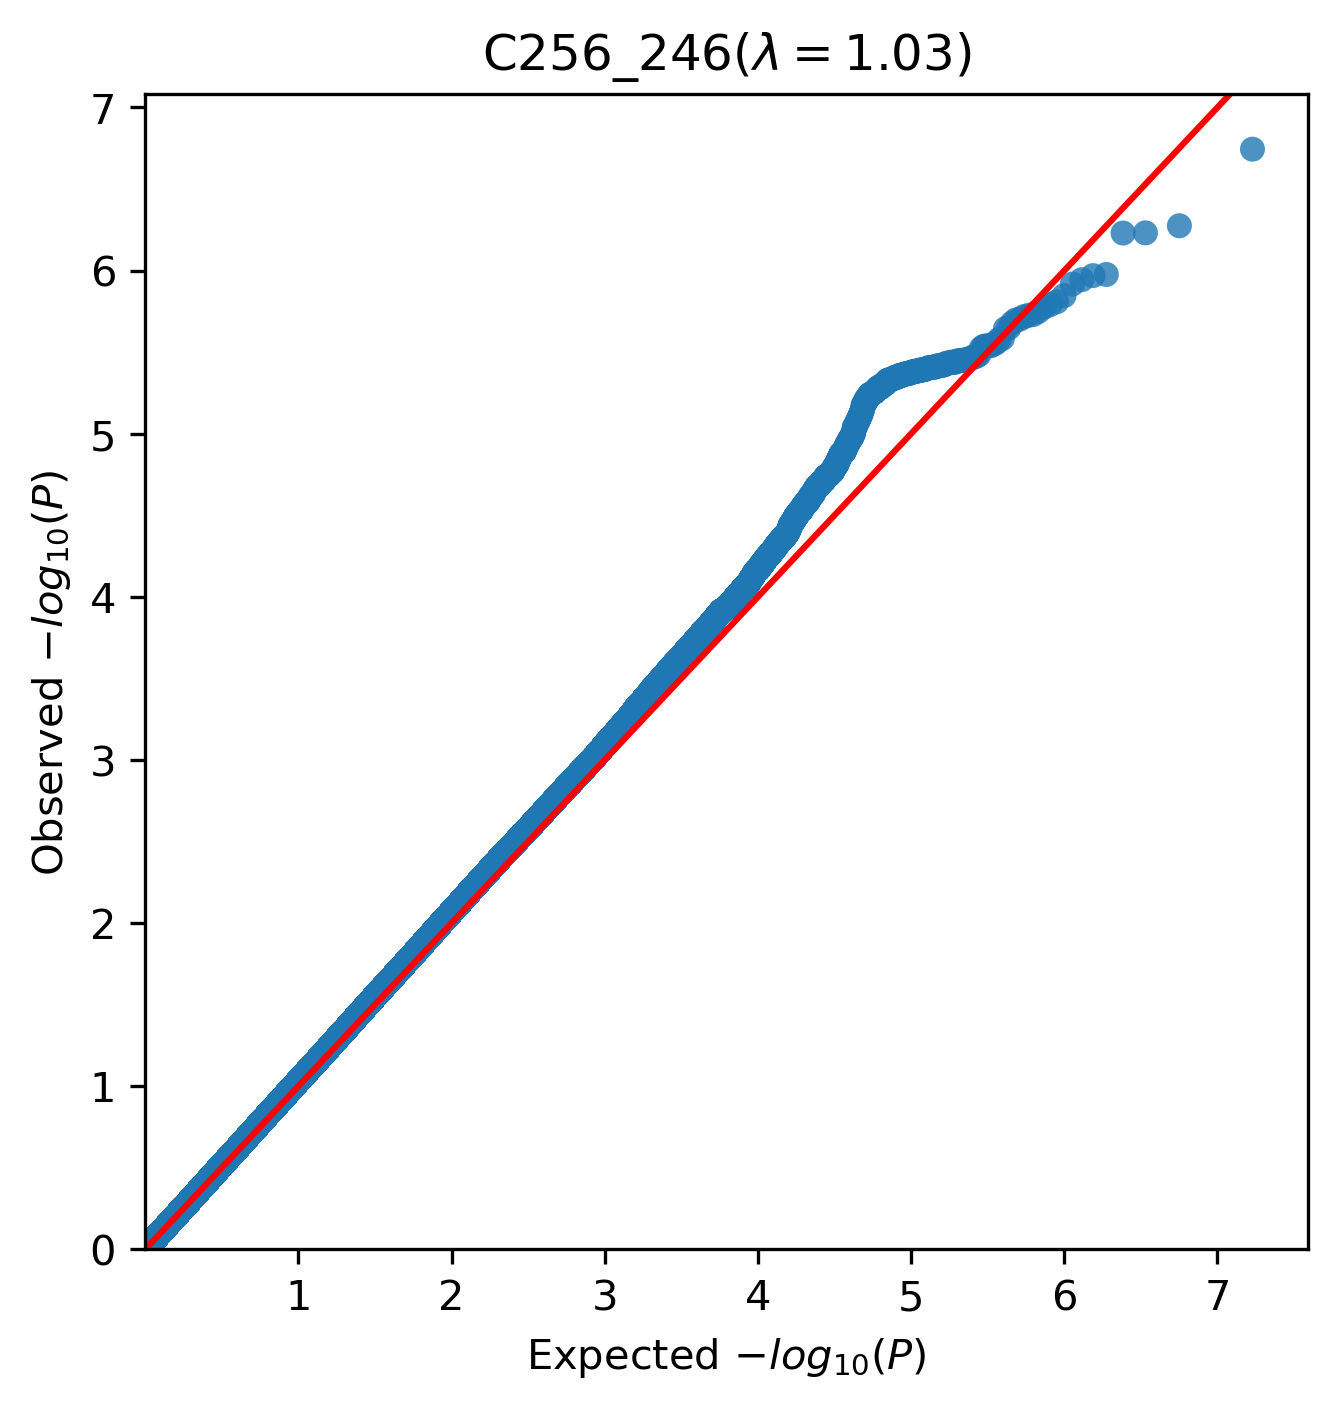 C256_246(λ = 1.03)
7
6
5
4
3
2
1
0
Observed −log₁₀(P)
1 2 3 4 5 6 7
Expected −log₁₀(P)